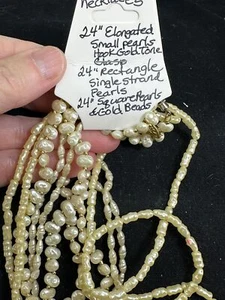 Necklaces
24" Elongated
Small pearls
Hook Gold Tone
Clasp
24" Rectangle
Single Strand
Pearls
24" Square Pearls
& Gold Beads